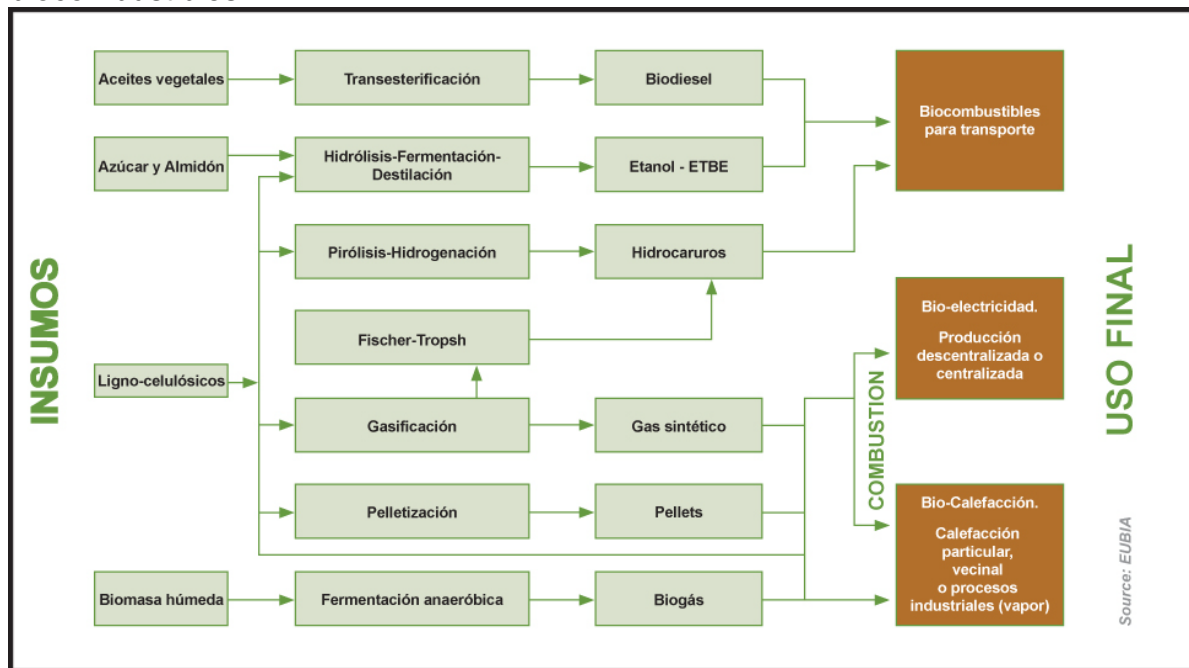 Aceites vegetales
Transesterificación
Biodiesel
Biocombustibles
para transporte
Azúcar y Almidón
Hidrólisis-Fermentación-
Destilación
Etanol - ETBE
Pirólisis-Hidrogenación
Hidrocaruros
INSUMOS
Fischer-Tropsh
Bio-electricidad.
Producción
descentralizada o
centralizada
USO FINAL
Ligno-celulósicos
Gasificación
Gas sintético
COMBUSTION
Pelletización
Pellets
Bio-Calefacción.
Calefacción
particular,
vecinal
o procesos
industriales (vapor)
Biomasa húmeda
Fermentación anaeróbica
Biogás
Source: EUBIA